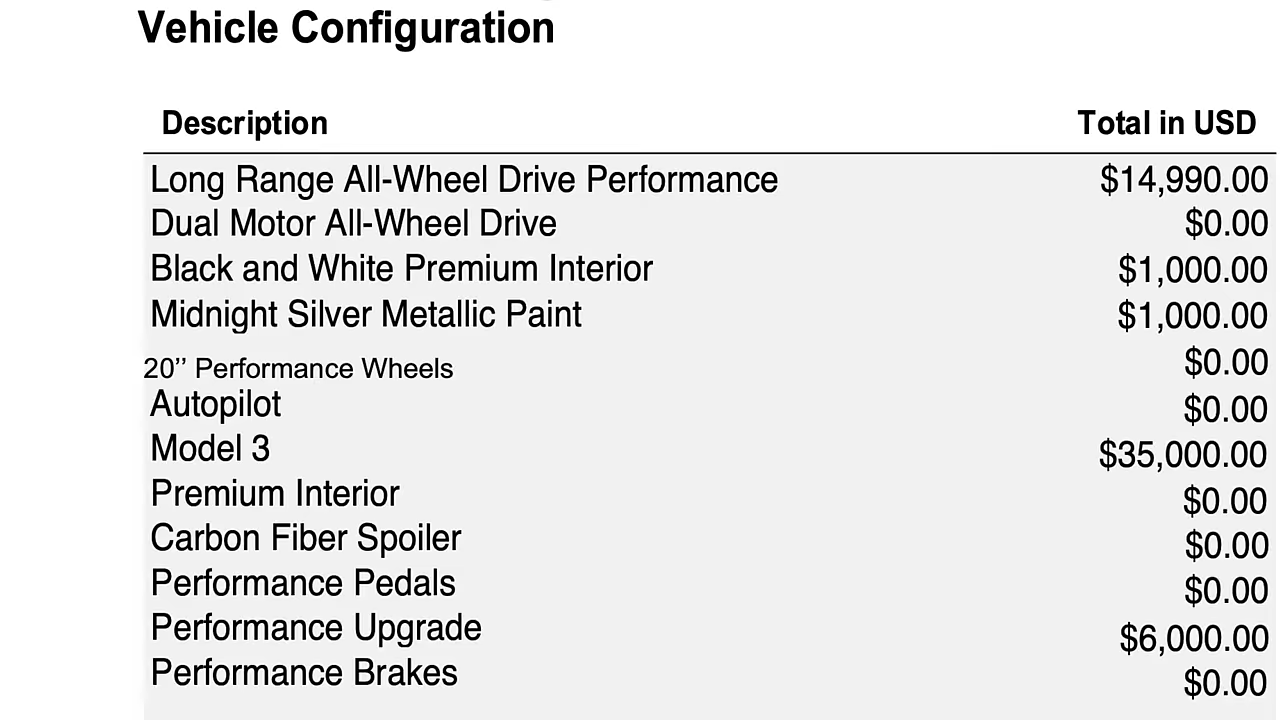 Vehicle Configuration
Description Total in USD
Long Range All-Wheel Drive Performance $14,990.00
Dual Motor All-Wheel Drive $0.00
Black and White Premium Interior $1,000.00
Midnight Silver Metallic Paint $1,000.00
20’’ Performance Wheels $0.00
Autopilot $0.00
Model 3 $35,000.00
Premium Interior $0.00
Carbon Fiber Spoiler $0.00
Performance Pedals $0.00
Performance Upgrade $6,000.00
Performance Brakes $0.00